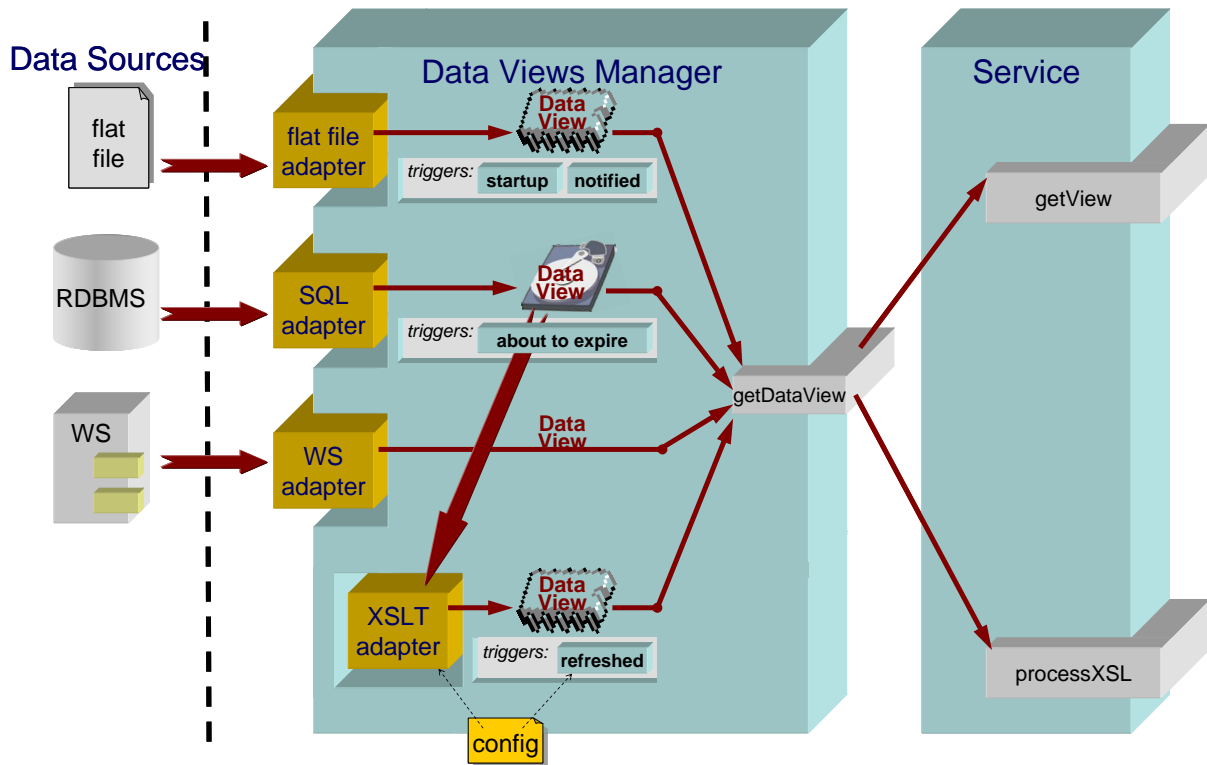 Data Sources
Data Views Manager
Service
flat
file
flat file
adapter
Data
View
triggers:
startup
notified
getView
RDBMS
SQL
adapter
Data
View
triggers:
about to expire
getDataView
WS
WS
adapter
Data
View
XSLT
adapter
Data
View
triggers:
refreshed
processXSL
config